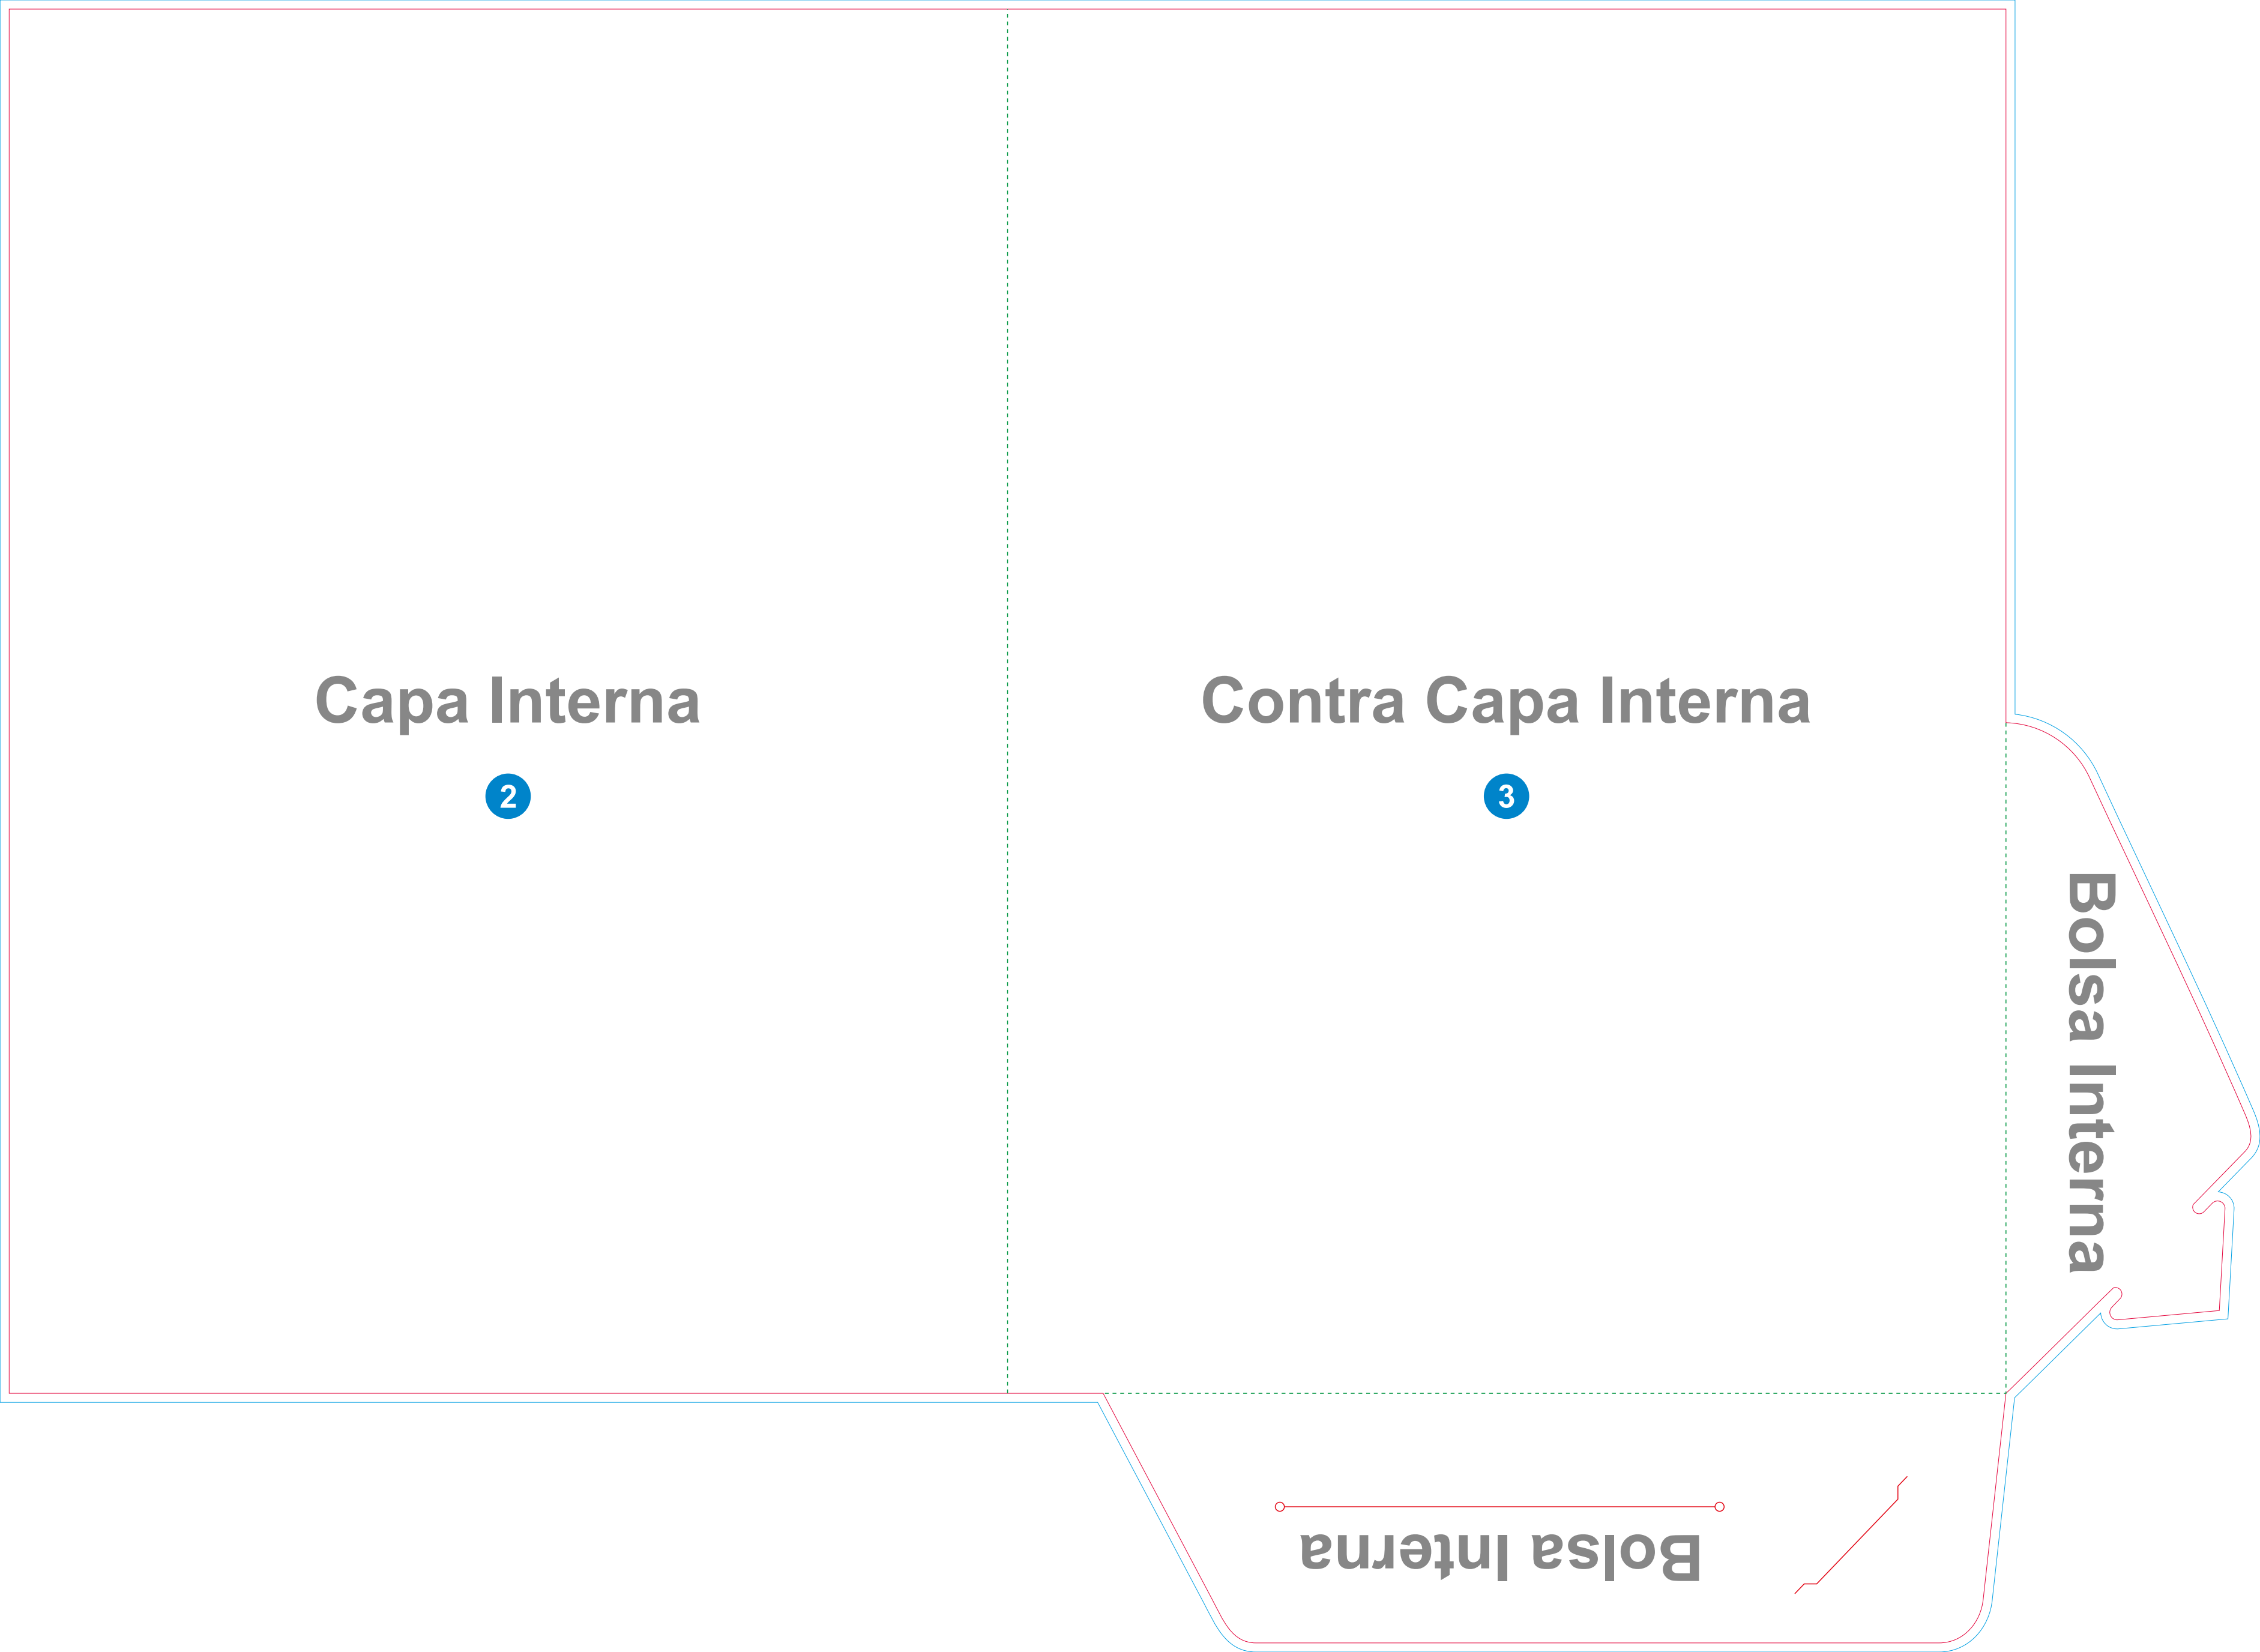 Capa Interna
2
Contra Capa Interna
3
Bolsa Interna
Bolsa Interna